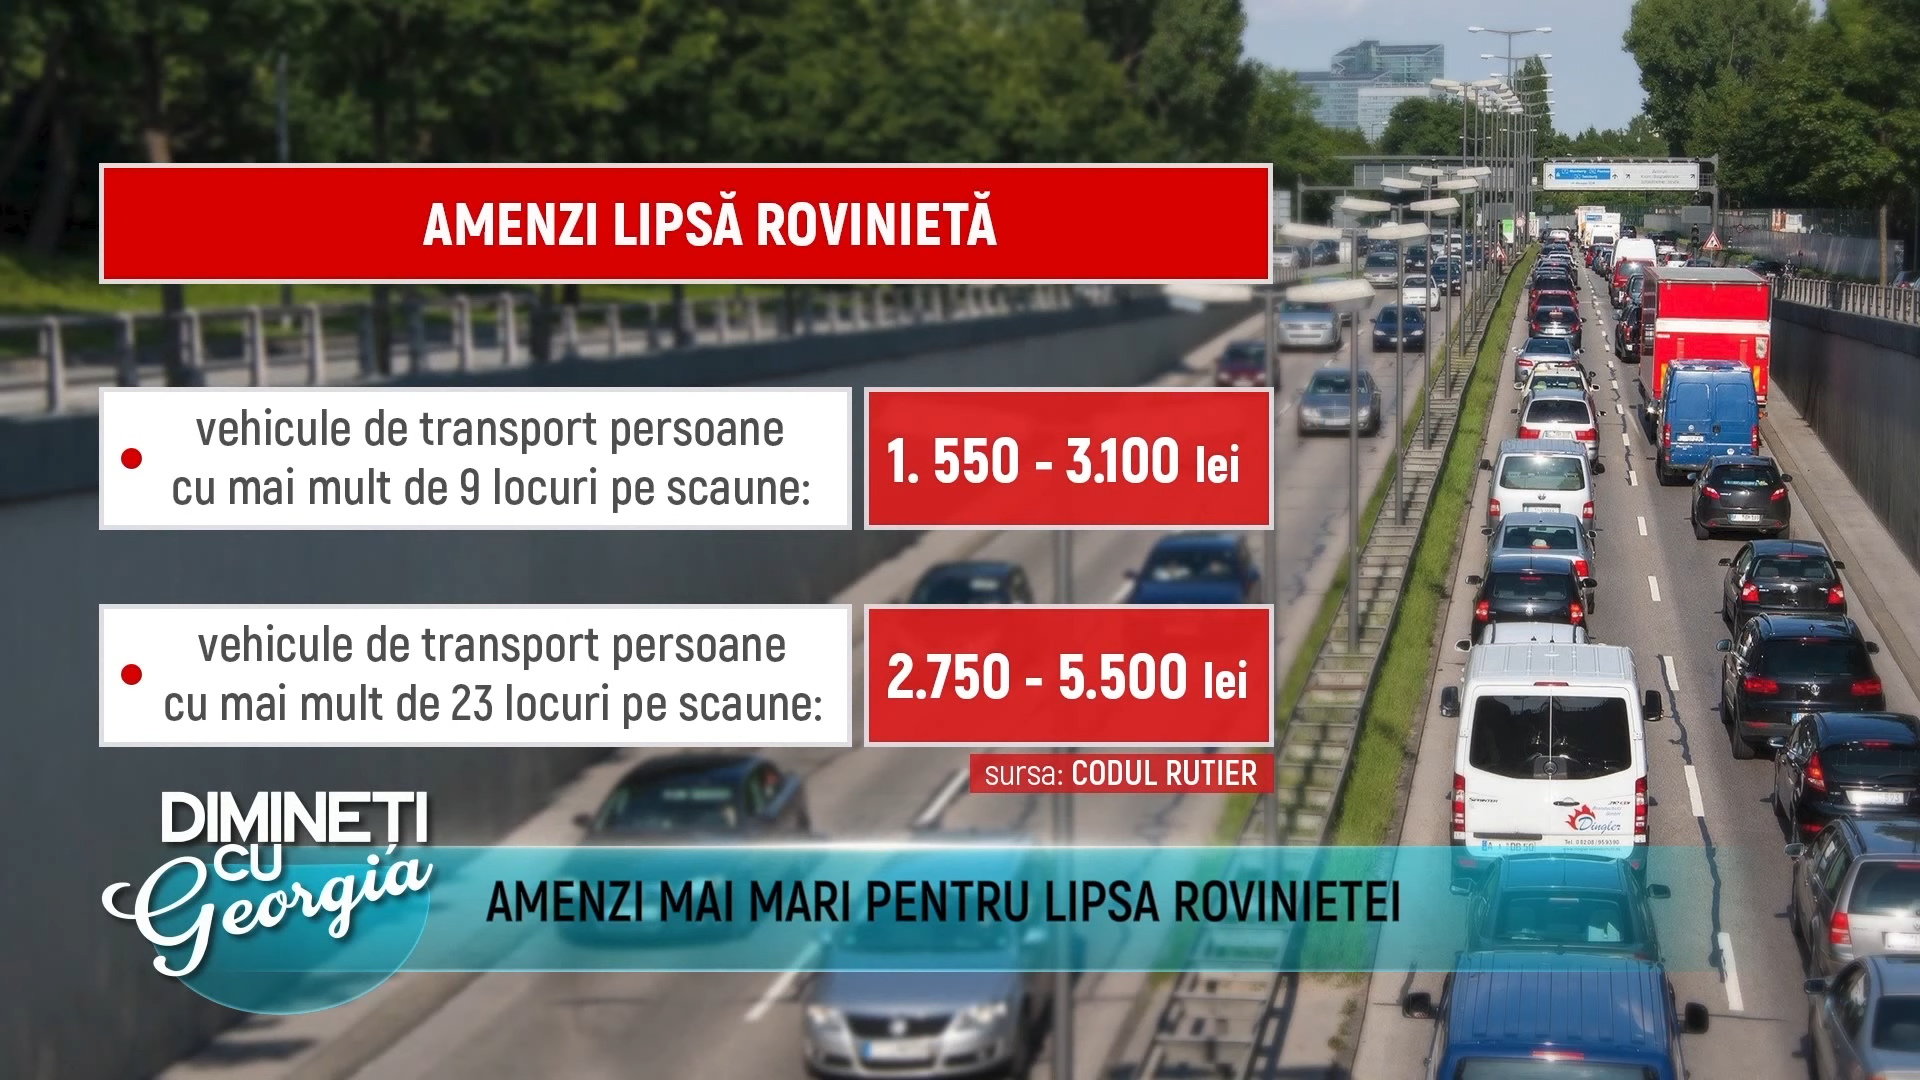 AMENZI LIPSĂ ROVINIETĂ
vehicule de transport persoane
cu mai mult de 9 locuri pe scaune:
1. 550 - 3.100 lei
vehicule de transport persoane
cu mai mult de 23 locuri pe scaune:
2.750 - 5.500 lei
sursa: CODUL RUTIER
DIMINETI
CU
Georgia
AMENZI MAI MARI PENTRU LIPSA ROVINIETEI
SPRINTER
Dingler